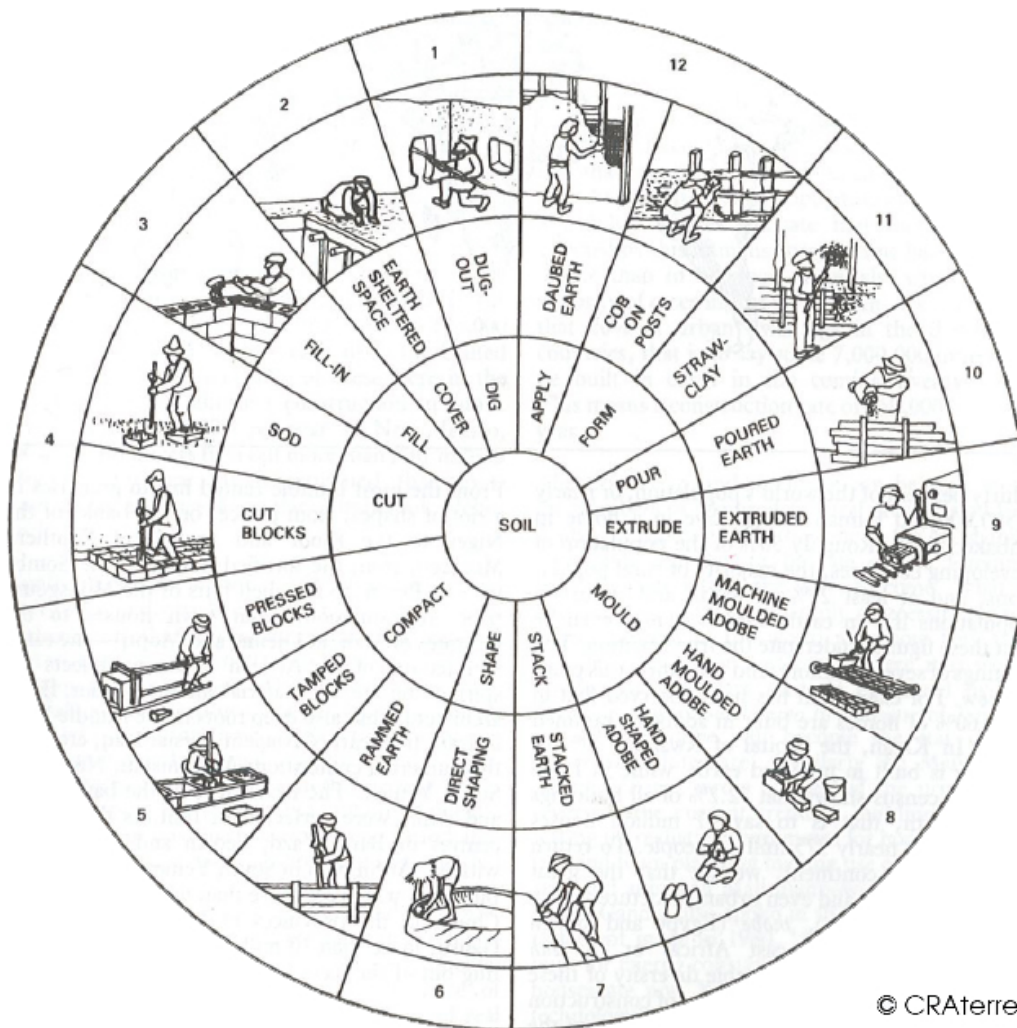 1
12
2
11
3
10
4
9
5
8
6
7
DUG-
OUT
DAUBED
EARTH
EARTH
SHELTERED
SPACE
COB
ON
POSTS
FILL-IN
STRAW-
CLAY
SOD
POURED
EARTH
CUT
BLOCKS
EXTRUDED
EARTH
PRESSED
BLOCKS
MACHINE
MOULDED
ADOBE
TAMPED
BLOCKS
HAND
MOULDED
ADOBE
RAMMED
EARTH
HAND
SHAPED
ADOBE
DIRECT
SHAPING
STACKED
EARTH
DIG
APPLY
COVER
FORM
FILL
POUR
CUT
EXTRUDE
COMPACT
MOULD
SHAPE
STACK
SOIL
© CRAterre